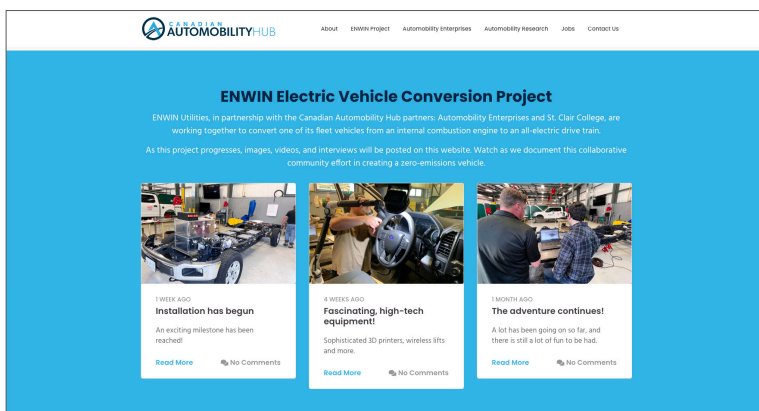 CANADIAN
AUTOMOBILITYHUB
About ENWIN Project Automobility Enterprises Automobility Research Jobs Contact Us
ENWIN Electric Vehicle Conversion Project
ENWIN Utilities, in partnership with the Canadian Automobility Hub partners: Automobility Enterprises and St. Clair College, are
working together to convert one of its fleet vehicles from an internal combustion engine to an all-electric drive train.
As this project progresses, images, videos, and interviews will be posted on this website. Watch as we document this collaborative
community effort in creating a zero-emissions vehicle.
1 WEEK AGO
Installation has begun
An exciting milestone has been
reached!
Read More No Comments
4 WEEKS AGO
Fascinating, high-tech
equipment!
Sophisticated 3D printers, wireless lifts
and more.
Read More No Comments
1 MONTH AGO
The adventure continues!
A lot has been going on so far, and
there is still a lot of fun to be had.
Read More No Comments